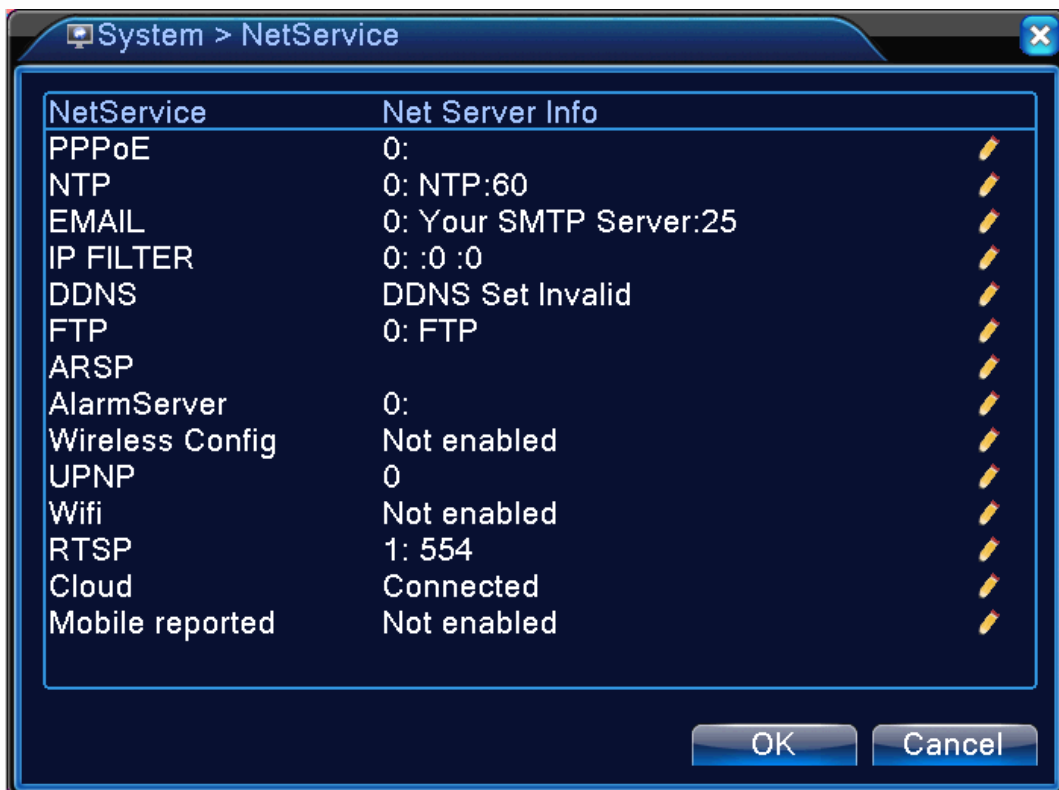 System > NetService
NetService Net Server Info
PPPoE 0:
NTP 0: NTP:60
EMAIL 0: Your SMTP Server:25
IP FILTER 0: :0 :0
DDNS DDNS Set Invalid
FTP 0: FTP
ARSP
AlarmServer 0:
Wireless Config Not enabled
UPNP 0
Wifi Not enabled
RTSP 1: 554
Cloud Connected
Mobile reported Not enabled
OK Cancel